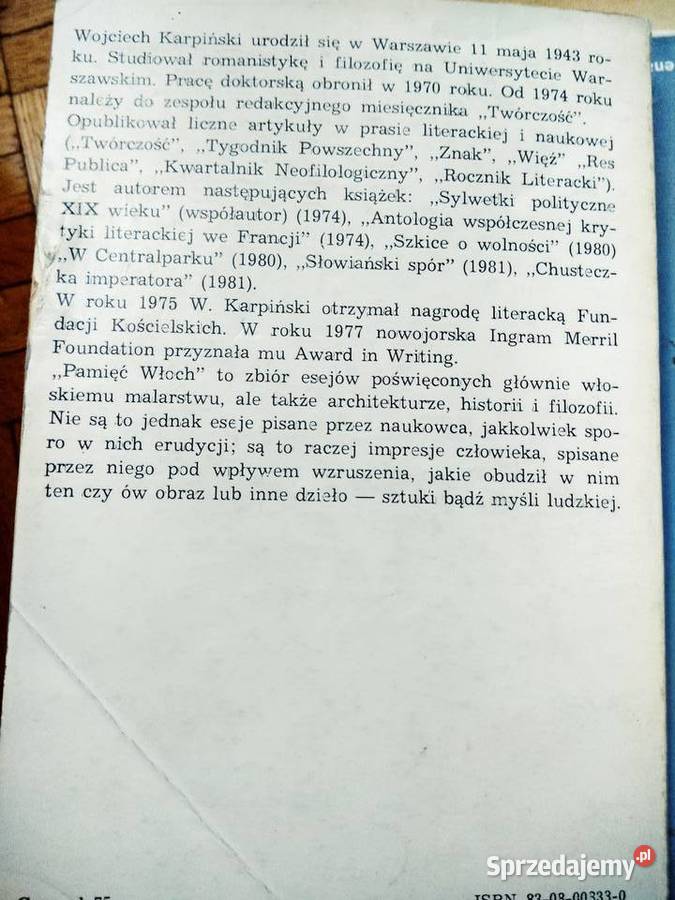 Wojciech Karpiński urodził się w Warszawie 11 maja 1943 ro-
ku. Studiował romanistykę i filozofię na Uniwersytecie War-
szawskim. Pracę doktorską obronił w 1970 roku. Od 1974 roku
należy do zespołu redakcyjnego miesięcznika „Twórczość".
Opublikował liczne artykuły w prasie literackiej i naukowej
(„Twórczość", „Tygodnik Powszechny", „Znak", „Więź" „Res
Publica", „Kwartalnik Neofilologiczny", „Rocznik Literacki").
Jest autorem następujących książek: „Sylwetki polityczne
XIX wieku" (współautor) (1974), „Antologia współczesnej kry-
tyki literackiej we Francji" (1974), „Szkice o wolności" (1980)
„W Centralparku" (1980), „Słowiański spór" (1981), „Chustecz-
ka imperatora" (1981).
W roku 1975 W. Karpiński otrzymał nagrodę literacką Fun-
dacji Kościelskich. W roku 1977 nowojorska Ingram Merril
Foundation przyznała mu Award in Writing.
„Pamięć Włoch" to zbiór esejów poświęconych głównie wło-
skiemu malarstwu, ale także architekturze, historii i filozofii.
Nie są to jednak eseje pisane przez naukowca, jakkolwiek spo-
ro w nich erudycji; są to raczej impresje człowieka, spisane
przez niego pod wpływem wzruszenia, jakie obudził w nim
ten czy ów obraz lub inne dzieło — sztuki bądź myśli ludzkiej.
ISBN 83-08-00333-0
Sprzedajemy.pl